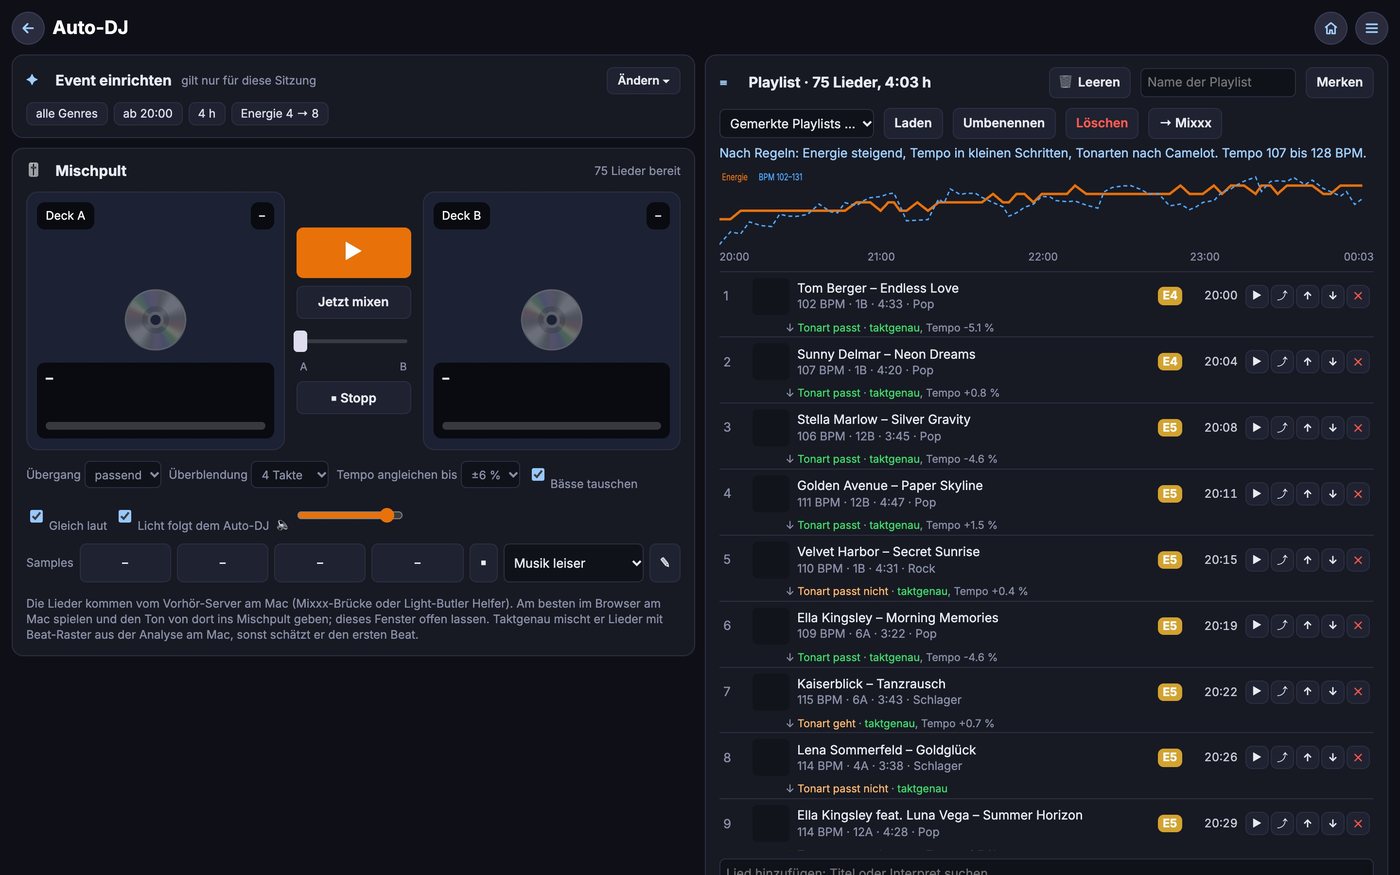 Auto-DJ
Event einrichten gilt nur für diese Sitzung Ändern
alle Genres ab 20:00 4 h Energie 4 → 8
Mischpult 75 Lieder bereit
Deck A –
–
Jetzt mixen
A B
Stopp
Deck B –
–
Übergang passend Überblendung 4 Takte Tempo angleichen bis ±6 % Bässe tauschen
Gleich laut Licht folgt dem Auto-DJ
Samples – – – – Musik leiser
Die Lieder kommen vom Vorhör-Server am Mac (Mixxx-Brücke oder Light-Butler Helfer). Am besten im Browser am
Mac spielen und den Ton von dort ins Mischpult geben; dieses Fenster offen lassen. Taktgenau mischt er Lieder mit
Beat-Raster aus der Analyse am Mac, sonst schätzt er den ersten Beat.
Playlist · 75 Lieder, 4:03 h Leeren Name der Playlist Merken
Gemerkte Playlists ... Laden Umbenennen Löschen → Mixxx
Nach Regeln: Energie steigend, Tempo in kleinen Schritten, Tonarten nach Camelot. Tempo 107 bis 128 BPM.
Energie BPM 102–131
20:00 21:00 22:00 23:00 00:03
1 Tom Berger – Endless Love E4 20:00
102 BPM · 1B · 4:33 · Pop
↓ Tonart passt · taktgenau, Tempo -5.1 %
2 Sunny Delmar – Neon Dreams E4 20:04
107 BPM · 1B · 4:20 · Pop
↓ Tonart passt · taktgenau, Tempo +0.8 %
3 Stella Marlow – Silver Gravity E5 20:08
106 BPM · 12B · 3:45 · Pop
↓ Tonart passt · taktgenau, Tempo -4.6 %
4 Golden Avenue – Paper Skyline E5 20:11
111 BPM · 12B · 4:47 · Pop
↓ Tonart passt · taktgenau, Tempo +1.5 %
5 Velvet Harbor – Secret Sunrise E5 20:15
110 BPM · 1B · 4:31 · Rock
↓ Tonart passt nicht · taktgenau, Tempo +0.4 %
6 Ella Kingsley – Morning Memories E5 20:19
109 BPM · 6A · 3:22 · Pop
↓ Tonart passt · taktgenau, Tempo -4.6 %
7 Kaiserblick – Tanzrausch E5 20:22
115 BPM · 6A · 3:43 · Schlager
↓ Tonart geht · taktgenau, Tempo +0.7 %
8 Lena Sommerfeld – Goldglück E5 20:26
114 BPM · 4A · 3:38 · Schlager
↓ Tonart passt nicht · taktgenau
9 Ella Kingsley feat. Luna Vega – Summer Horizon E5 20:29
114 BPM · 12A · 4:28 · Pop
Lied hinzufügen: Titel oder Interpret suchen